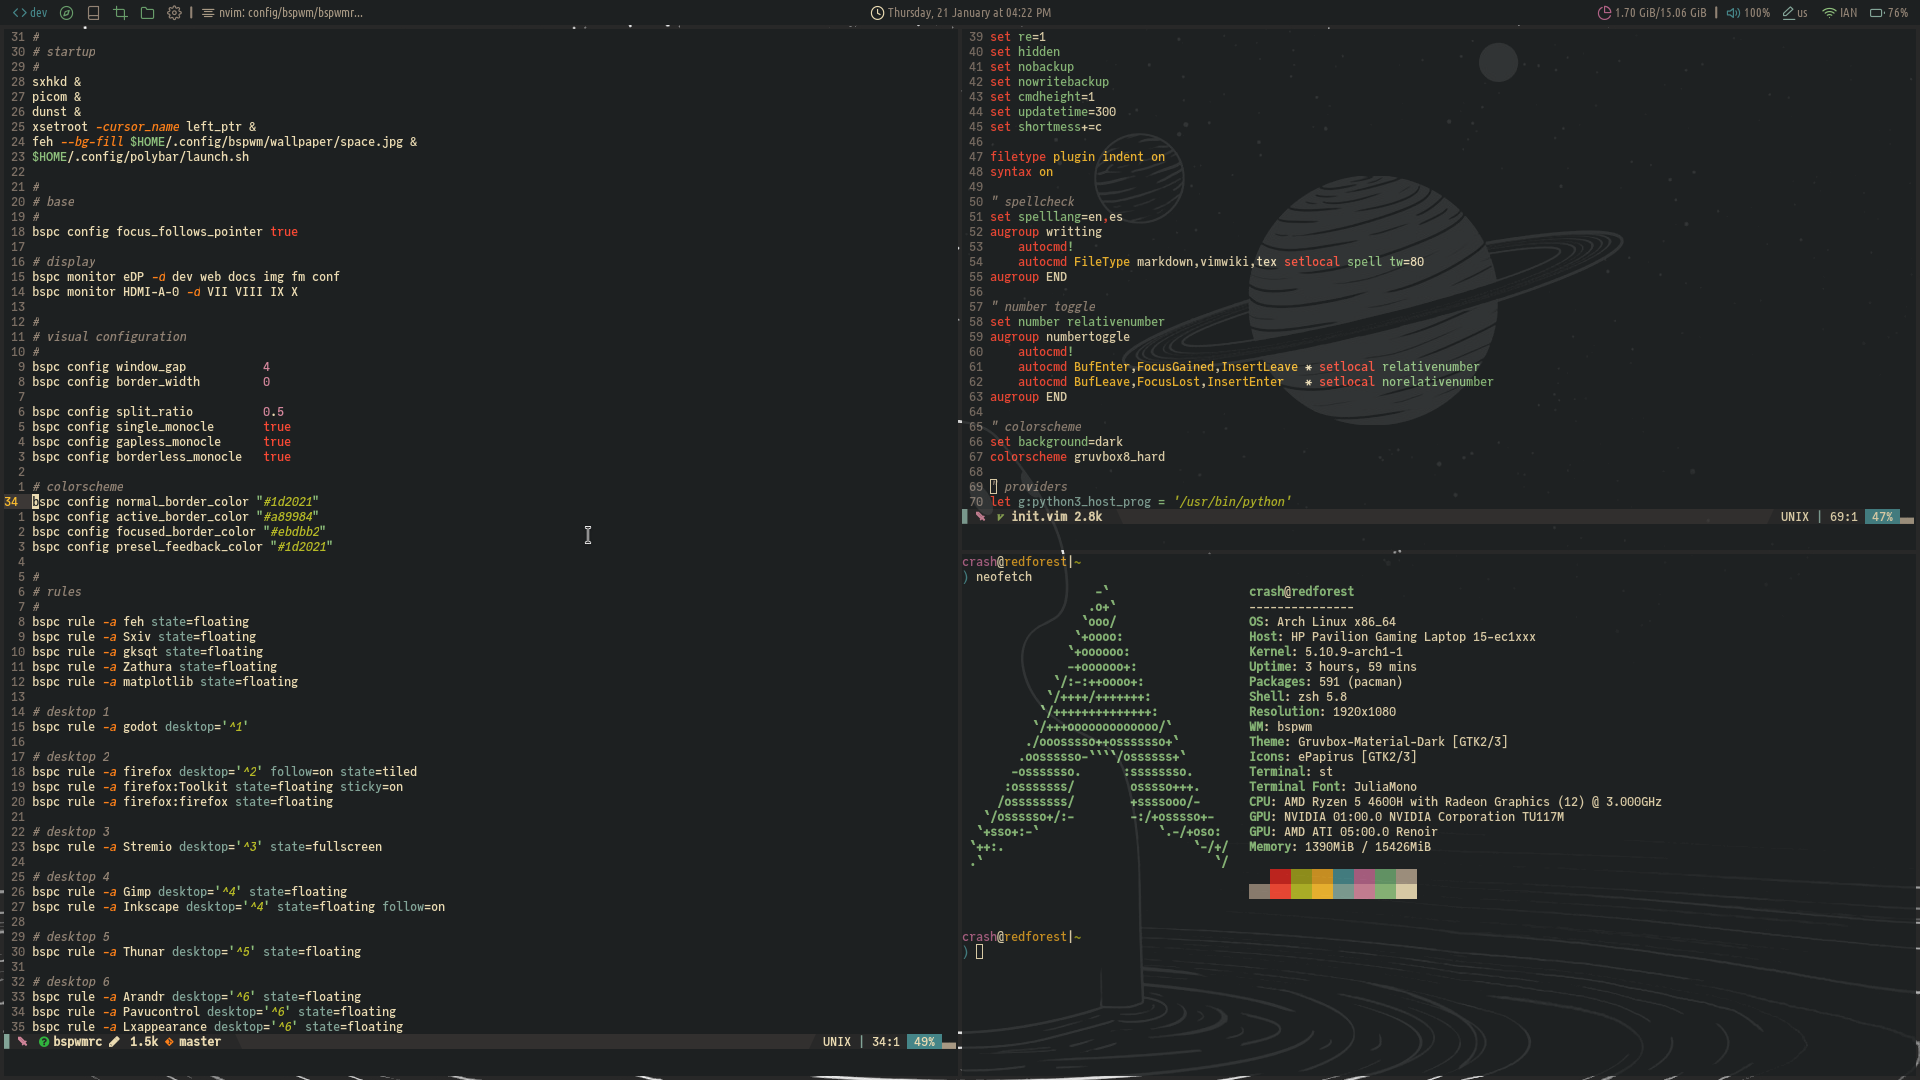 dev nvim: config/bspwm/bspwmr... Thursday, 21 January at 04:22 PM 1.70 GiB/15.06 GiB | 100% us IAN 76%
31 #
30 # startup
29 #
28 sxhkd &
27 picom &
26 dunst &
25 xsetroot -cursor_name left_ptr &
24 feh --bg-fill $HOME/.config/bspwm/wallpaper/space.jpg &
23 $HOME/.config/polybar/launch.sh
22
21 #
20 # base
19 #
18 bspc config focus_follows_pointer true
17
16 # display
15 bspc monitor eDP -d dev web docs img fm conf
14 bspc monitor HDMI-A-0 -d VII VIII IX X
13
12 #
11 # visual configuration
10 #
9 bspc config window_gap 4
8 bspc config border_width 0
7
6 bspc config split_ratio 0.5
5 bspc config single_monocle true
4 bspc config gapless_monocle true
3 bspc config borderless_monocle true
2
1 # colorscheme
34 bspc config normal_border_color "#1d2021"
1 bspc config active_border_color "#a89984"
2 bspc config focused_border_color "#ebdbb2"
3 bspc config presel_feedback_color "#1d2021"
4
5 #
6 # rules
7 #
8 bspc rule -a feh state=floating
9 bspc rule -a Sxiv state=floating
10 bspc rule -a gksqt state=floating
11 bspc rule -a Zathura state=floating
12 bspc rule -a matplotlib state=floating
13
14 # desktop 1
15 bspc rule -a godot desktop='^1'
16
17 # desktop 2
18 bspc rule -a firefox desktop='^2' follow=on state=tiled
19 bspc rule -a firefox:Toolkit state=floating sticky=on
20 bspc rule -a firefox:firefox state=floating
21
22 # desktop 3
23 bspc rule -a Stremio desktop='^3' state=fullscreen
24
25 # desktop 4
26 bspc rule -a Gimp desktop='^4' state=floating
27 bspc rule -a Inkscape desktop='^4' state=floating follow=on
28
29 # desktop 5
30 bspc rule -a Thunar desktop='^5' state=floating
31
32 # desktop 6
33 bspc rule -a Arandr desktop='^6' state=floating
34 bspc rule -a Pavucontrol desktop='^6' state=floating
35 bspc rule -a Lxappearance desktop='^6' state=floating
bspwmrc 1.5k master UNIX | 34:1 49%
39 set re=1
40 set hidden
41 set nobackup
42 set nowritebackup
43 set cmdheight=1
44 set updatetime=300
45 set shortmess+=c
46
47 filetype plugin indent on
48 syntax on
49
50 " spellcheck
51 set spelllang=en,es
52 augroup writting
53 autocmd!
54 autocmd FileType markdown,vimwiki,tex setlocal spell tw=80
55 augroup END
56
57 " number toggle
58 set number relativenumber
59 augroup numbertoggle
60 autocmd!
61 autocmd BufEnter,FocusGained,InsertLeave * setlocal relativenumber
62 autocmd BufLeave,FocusLost,InsertEnter * setlocal norelativenumber
63 augroup END
64
65 " colorscheme
66 set background=dark
67 colorscheme gruvbox8_hard
68
69 " providers
70 let g:python3_host_prog = '/usr/bin/python'
init.vim 2.8k UNIX | 69:1 47%
crash@redforest|~
) neofetch
crash@redforest
---------------
OS: Arch Linux x86_64
Host: HP Pavilion Gaming Laptop 15-ec1xxx
Kernel: 5.10.9-arch1-1
Uptime: 3 hours, 59 mins
Packages: 591 (pacman)
Shell: zsh 5.8
Resolution: 1920x1080
WM: bspwm
Theme: Gruvbox-Material-Dark [GTK2/3]
Icons: ePapirus [GTK2/3]
Terminal: st
Terminal Font: JuliaMono
CPU: AMD Ryzen 5 4600H with Radeon Graphics (12) @ 3.000GHz
GPU: NVIDIA 01:00.0 NVIDIA Corporation TU117M
GPU: AMD ATI 05:00.0 Renoir
Memory: 1390MiB / 15426MiB
crash@redforest|~
)